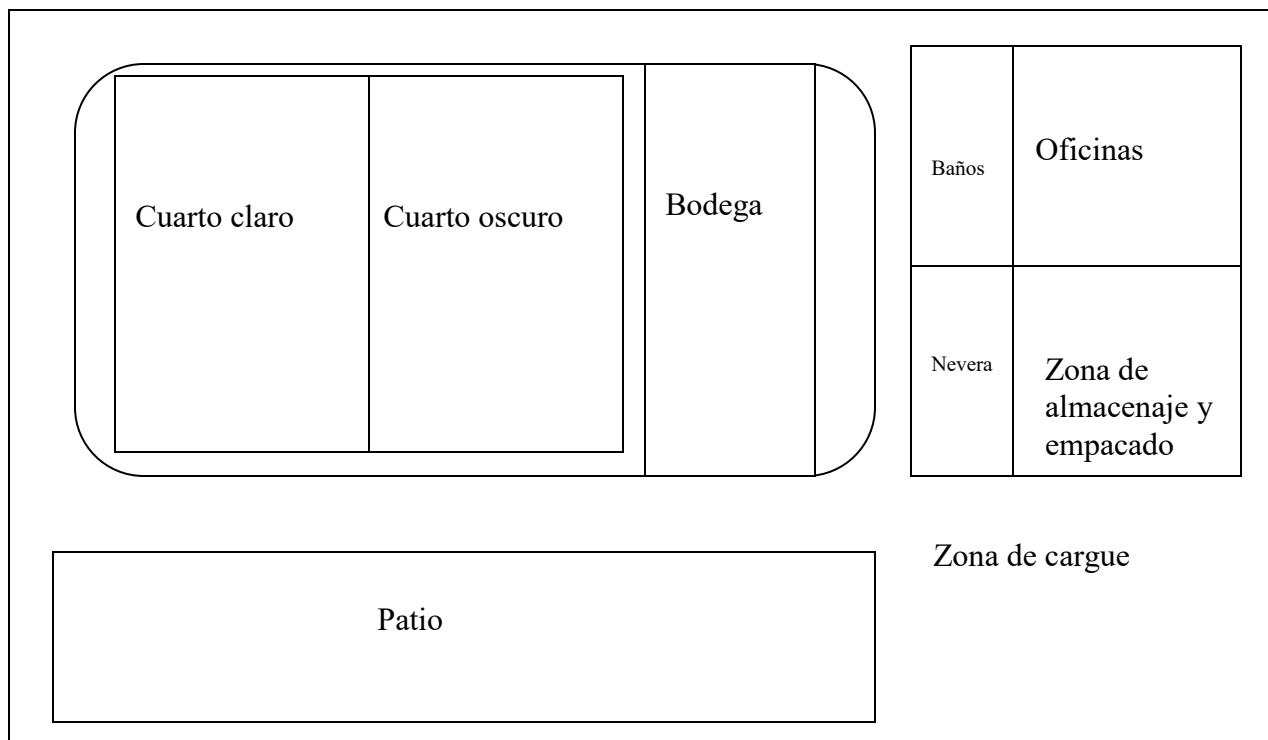 Cuarto claro
Cuarto oscuro
Bodega
Baños
Oficinas
Nevera
Zona de
almacenaje y
empacado
Zona de cargue
Patio